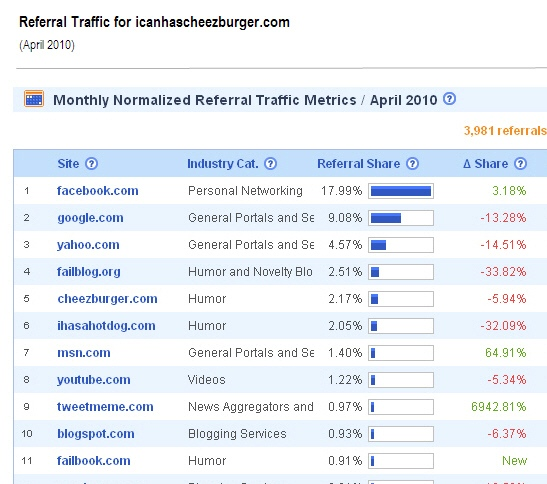 Referral Traffic for icanhascheezburger.com
(April 2010)
Monthly Normalized Referral Traffic Metrics / April 2010 ?
3,981 referrals
Site ? Industry Cat. ? Referral Share ? Δ Share ?
1 facebook.com Personal Networking 17.99% 3.18%
2 google.com General Portals and Se 9.08% -13.28%
3 yahoo.com General Portals and Se 4.57% -14.51%
4 failblog.org Humor and Novelty Blo 2.51% -33.82%
5 cheezburger.com Humor 2.17% -5.94%
6 ihasahotdog.com Humor 2.05% -32.09%
7 msn.com General Portals and Se 1.40% 64.91%
8 youtube.com Videos 1.22% -5.34%
9 tweetmeme.com News Aggregators and 0.97% 6942.81%
10 blogspot.com Blogging Services 0.93% -6.37%
11 failbook.com Humor 0.91% New